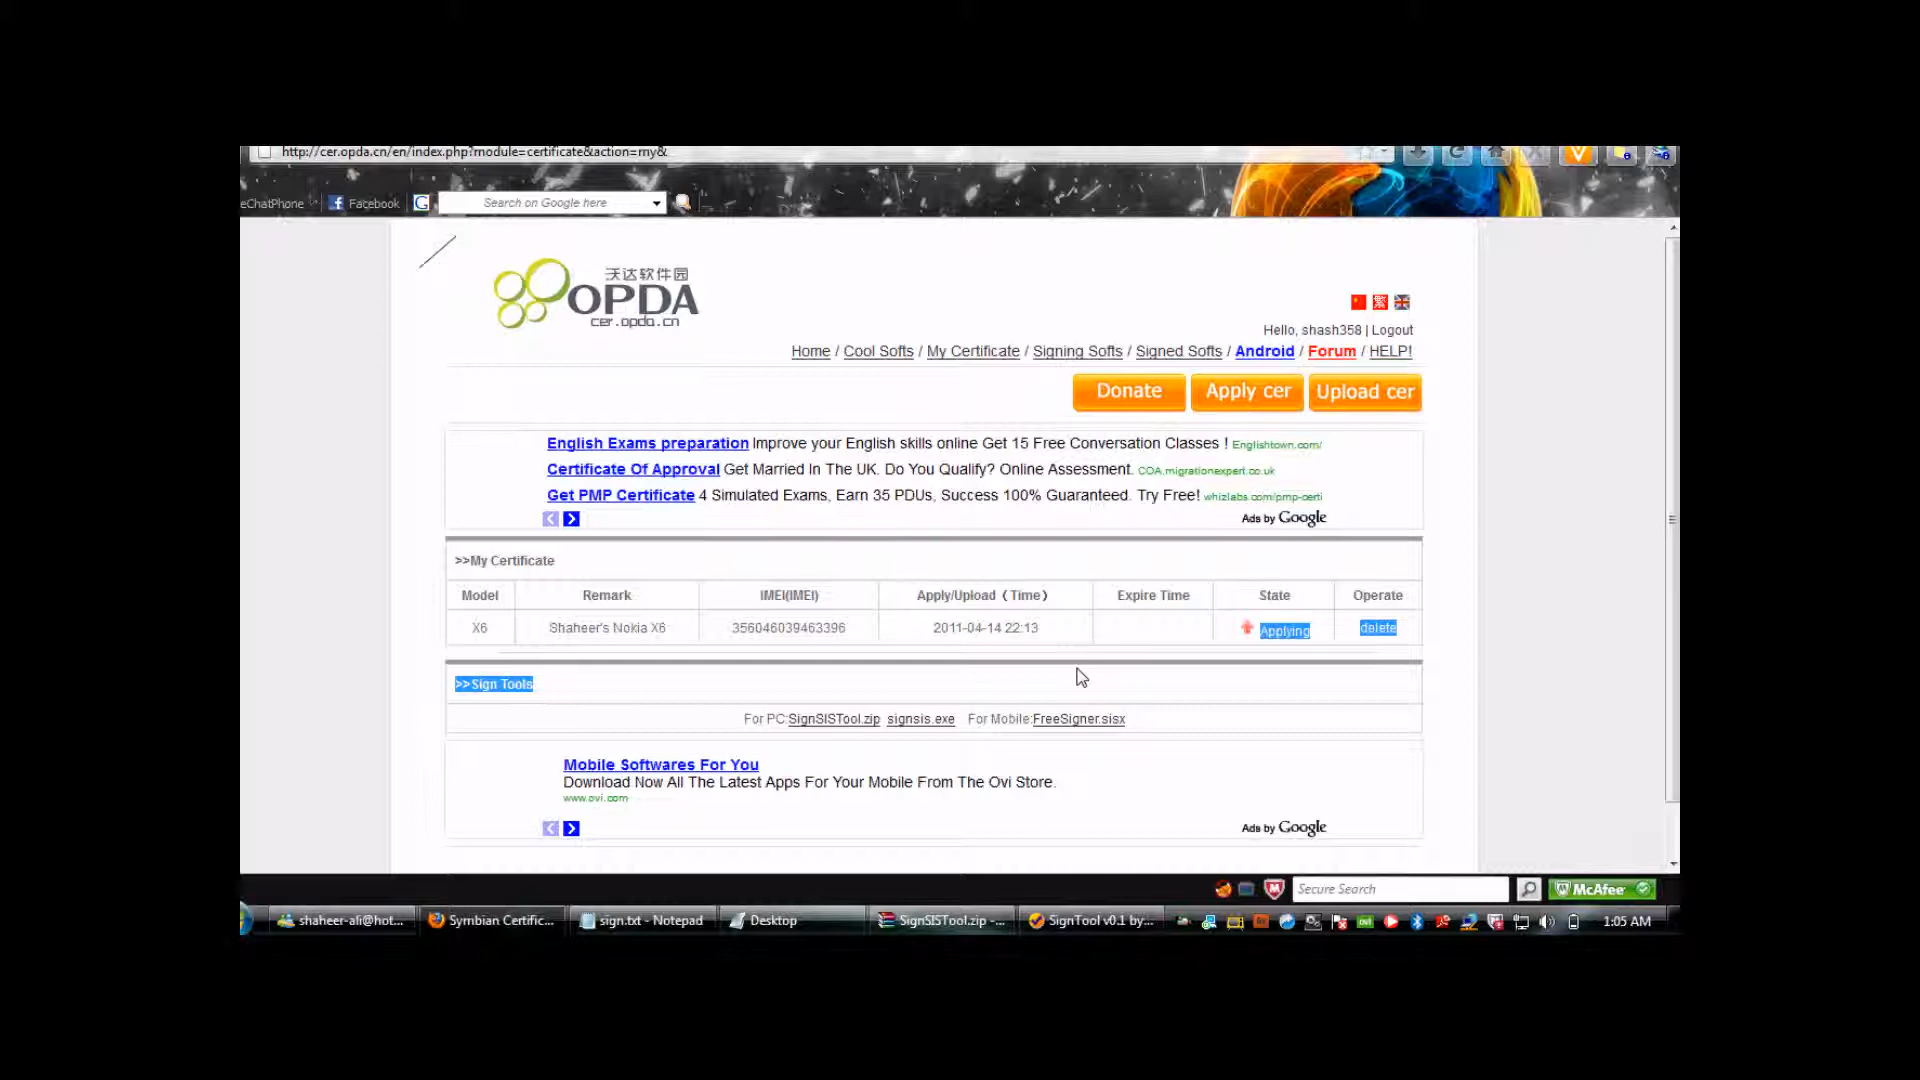 http://cer.opda.cn/en/index.php?module=certificate&action=my&
eChatPhone Facebook G Search on Google here
沃达软件园
OPDA
cer.opda.cn
繁
Hello, shash358 | Logout
Home / Cool Softs / My Certificate / Signing Softs / Signed Softs / Android / Forum / HELP!
Donate Apply cer Upload cer
English Exams preparation Improve your English skills online Get 15 Free Conversation Classes ! Englishtown.com/
Certificate Of Approval Get Married In The UK. Do You Qualify? Online Assessment. COA.migrationexpert.co.uk
Get PMP Certificate 4 Simulated Exams, Earn 35 PDUs, Success 100% Guaranteed. Try Free! whizlabs.com/pmp-certi
Ads by Google
>>My Certificate
Model Remark IMEI(IMEI) Apply/Upload（Time） Expire Time State Operate
X6 Shaheer's Nokia X6 356046039463396 2011-04-14 22:13 Applying delete
>>Sign Tools
For PC:SignSISTool.zip signsis.exe For Mobile:FreeSigner.sisx
Mobile Softwares For You
Download Now All The Latest Apps For Your Mobile From The Ovi Store.
www.ovi.com
Ads by Google
Secure Search McAfee
shaheer-ali@hot... Symbian Certific... sign.txt - Notepad Desktop SignSISTool.zip -... SignTool v0.1 by... ovi 1:05 AM